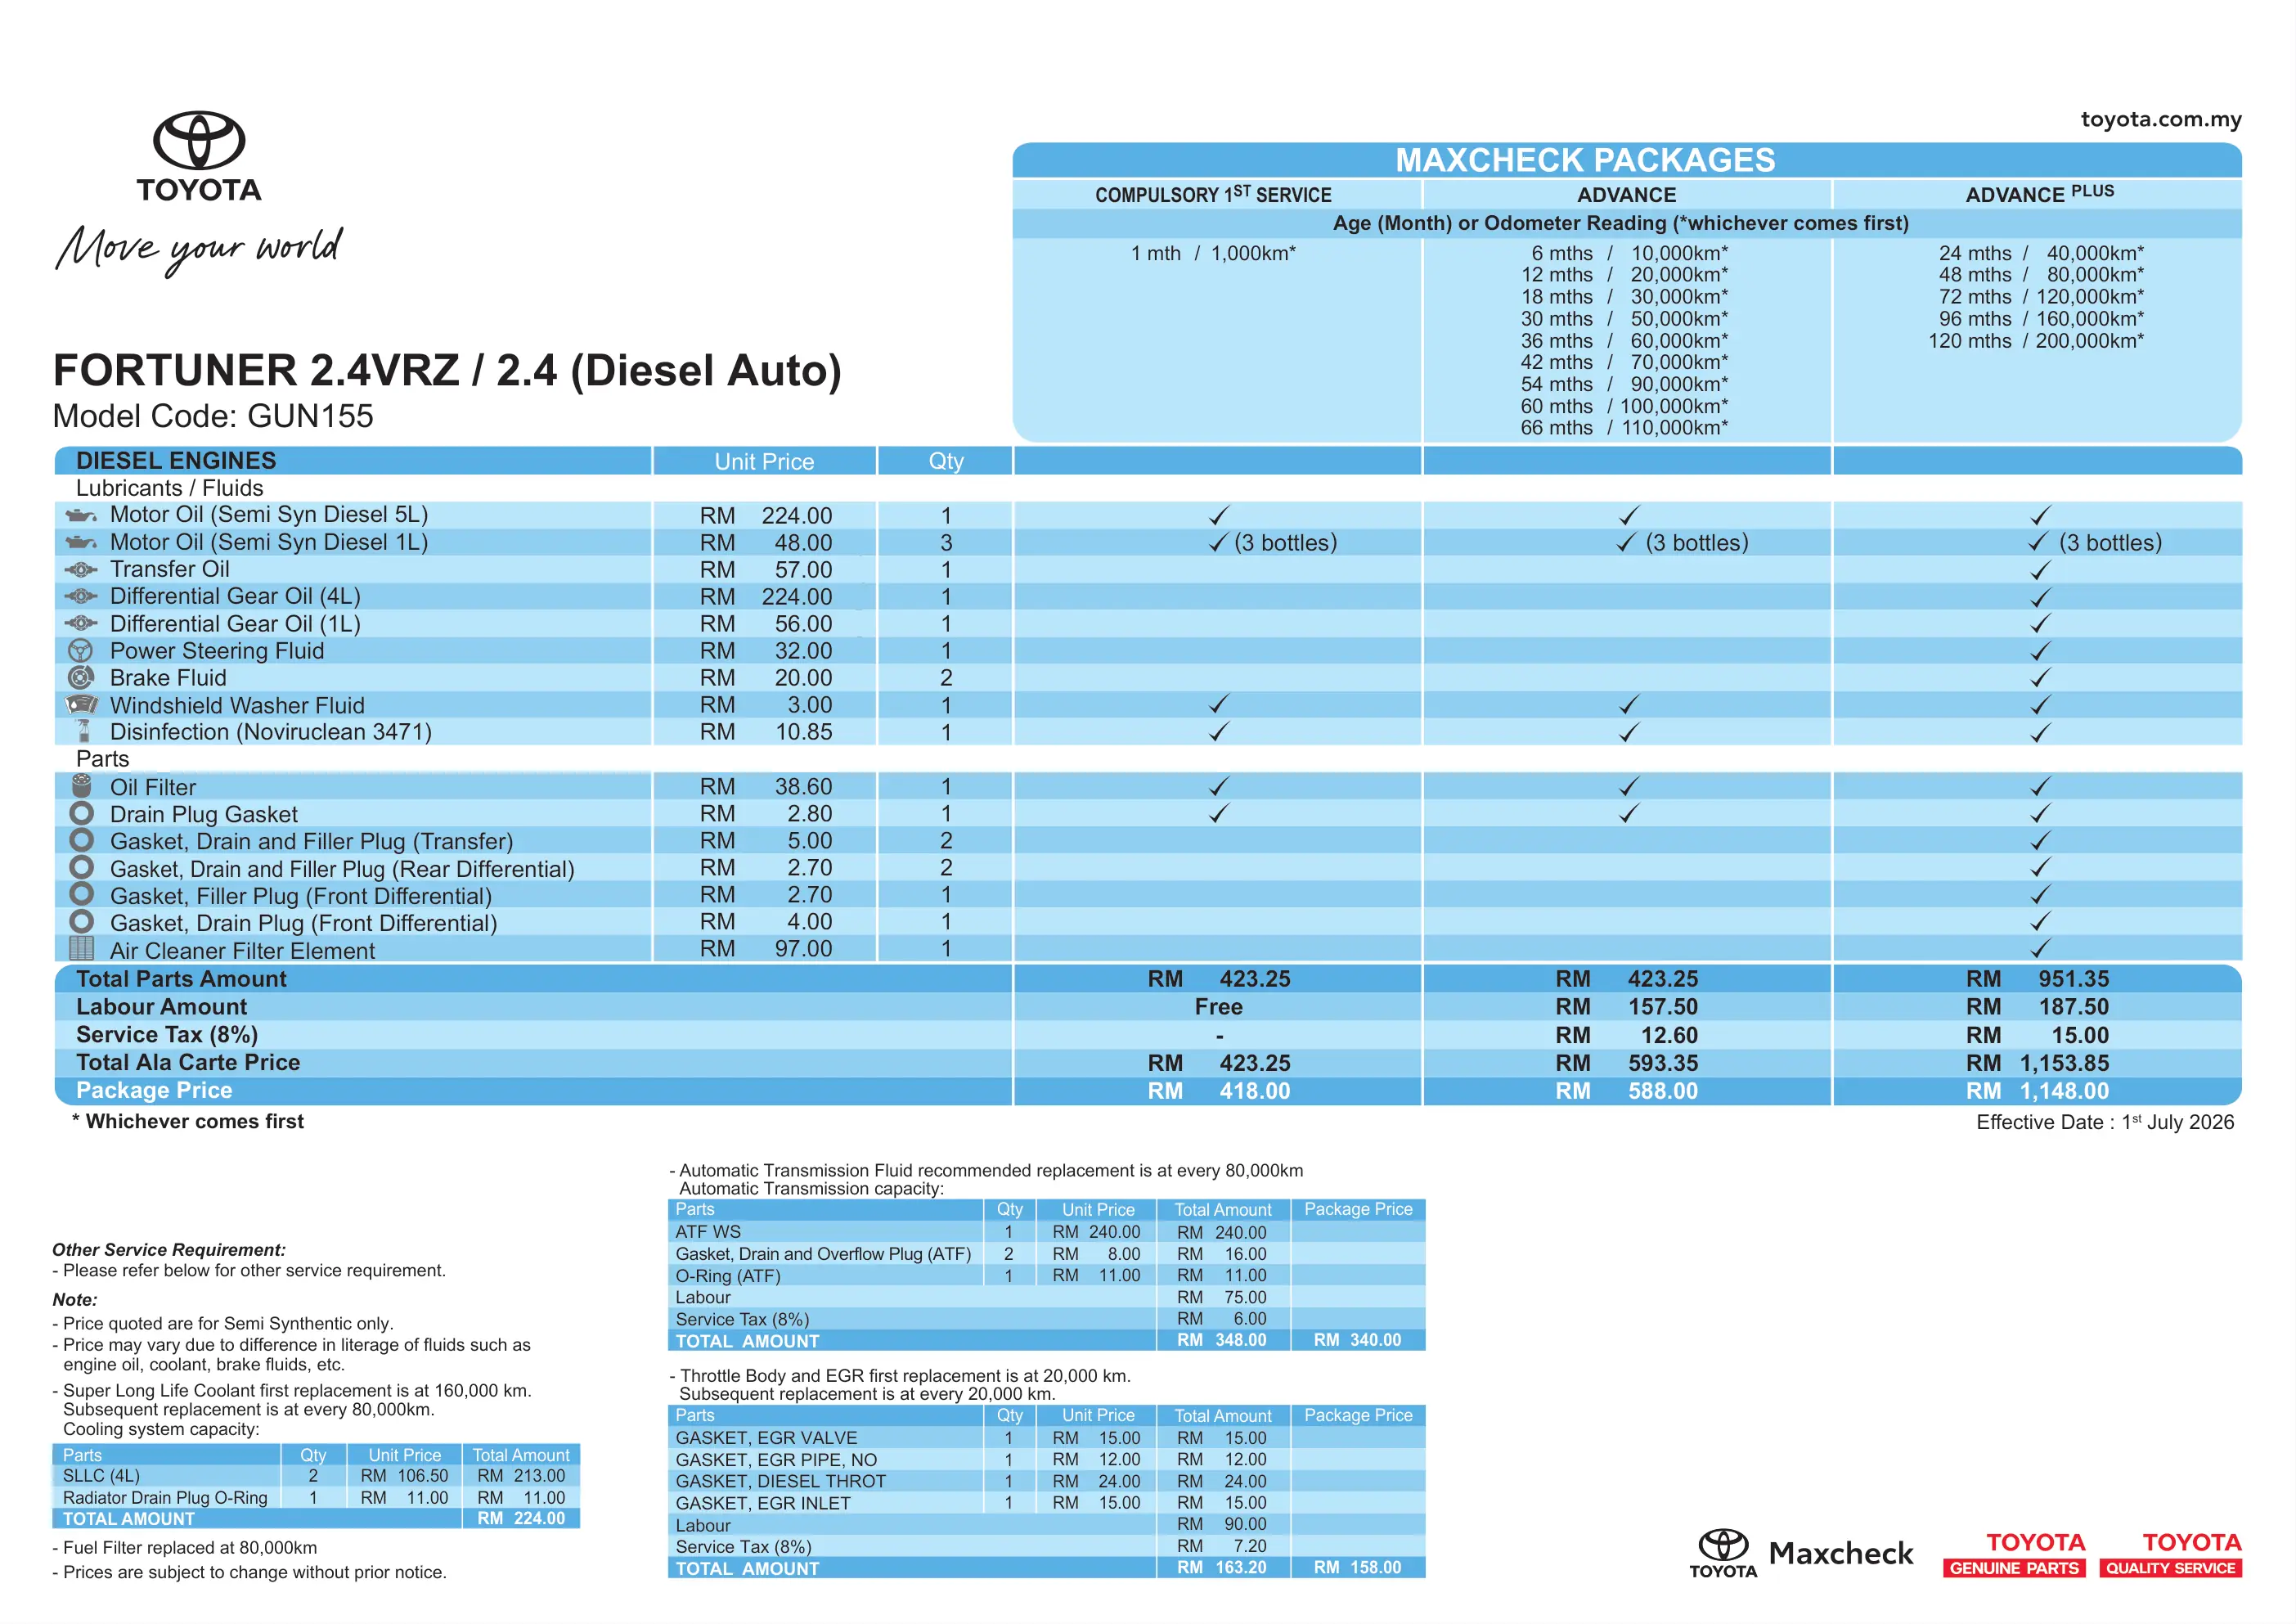 toyota.com.my
TOYOTA
Move your world
MAXCHECK PACKAGES
COMPULSORY 1ST SERVICE ADVANCE ADVANCE PLUS
Age (Month) or Odometer Reading (*whichever comes first)
1 mth / 1,000km* 6 mths / 10,000km* 24 mths / 40,000km*
12 mths / 20,000km* 48 mths / 80,000km*
18 mths / 30,000km* 72 mths / 120,000km*
30 mths / 50,000km* 96 mths / 160,000km*
36 mths / 60,000km* 120 mths / 200,000km*
42 mths / 70,000km*
54 mths / 90,000km*
60 mths / 100,000km*
66 mths / 110,000km*
FORTUNER 2.4VRZ / 2.4 (Diesel Auto)
Model Code: GUN155
DIESEL ENGINES Unit Price Qty
Lubricants / Fluids
Motor Oil (Semi Syn Diesel 5L) RM 224.00 1 ✓ ✓ ✓
Motor Oil (Semi Syn Diesel 1L) RM 48.00 3 ✓ (3 bottles) ✓ (3 bottles) ✓ (3 bottles)
Transfer Oil RM 57.00 1 ✓
Differential Gear Oil (4L) RM 224.00 1 ✓
Differential Gear Oil (1L) RM 56.00 1 ✓
Power Steering Fluid RM 32.00 1 ✓
Brake Fluid RM 20.00 2 ✓
Windshield Washer Fluid RM 3.00 1 ✓ ✓ ✓
Disinfection (Noviruclean 3471) RM 10.85 1 ✓ ✓ ✓
Parts
Oil Filter RM 38.60 1 ✓ ✓ ✓
Drain Plug Gasket RM 2.80 1 ✓ ✓ ✓
Gasket, Drain and Filler Plug (Transfer) RM 5.00 2 ✓
Gasket, Drain and Filler Plug (Rear Differential) RM 2.70 2 ✓
Gasket, Filler Plug (Front Differential) RM 2.70 1 ✓
Gasket, Drain Plug (Front Differential) RM 4.00 1 ✓
Air Cleaner Filter Element RM 97.00 1 ✓
Total Parts Amount RM 423.25 RM 423.25 RM 951.35
Labour Amount Free RM 157.50 RM 187.50
Service Tax (8%) - RM 12.60 RM 15.00
Total Ala Carte Price RM 423.25 RM 593.35 RM 1,153.85
Package Price RM 418.00 RM 588.00 RM 1,148.00
* Whichever comes first Effective Date : 1st July 2026
Other Service Requirement:
- Please refer below for other service requirement.
Note:
- Price quoted are for Semi Synthentic only.
- Price may vary due to difference in literage of fluids such as
engine oil, coolant, brake fluids, etc.
- Super Long Life Coolant first replacement is at 160,000 km.
Subsequent replacement is at every 80,000km.
Cooling system capacity:
Parts Qty Unit Price Total Amount
SLLC (4L) 2 RM 106.50 RM 213.00
Radiator Drain Plug O-Ring 1 RM 11.00 RM 11.00
TOTAL AMOUNT RM 224.00
- Fuel Filter replaced at 80,000km
- Prices are subject to change without prior notice.
- Automatic Transmission Fluid recommended replacement is at every 80,000km
Automatic Transmission capacity:
Parts Qty Unit Price Total Amount Package Price
ATF WS 1 RM 240.00 RM 240.00
Gasket, Drain and Overflow Plug (ATF) 2 RM 8.00 RM 16.00
O-Ring (ATF) 1 RM 11.00 RM 11.00
Labour RM 75.00
Service Tax (8%) RM 6.00
TOTAL AMOUNT RM 348.00 RM 340.00
- Throttle Body and EGR first replacement is at 20,000 km.
Subsequent replacement is at every 20,000 km.
Parts Qty Unit Price Total Amount Package Price
GASKET, EGR VALVE 1 RM 15.00 RM 15.00
GASKET, EGR PIPE, NO 1 RM 12.00 RM 12.00
GASKET, DIESEL THROT 1 RM 24.00 RM 24.00
GASKET, EGR INLET 1 RM 15.00 RM 15.00
Labour RM 90.00
Service Tax (8%) RM 7.20
TOTAL AMOUNT RM 163.20 RM 158.00
TOYOTA Maxcheck
TOYOTA GENUINE PARTS
TOYOTA QUALITY SERVICE